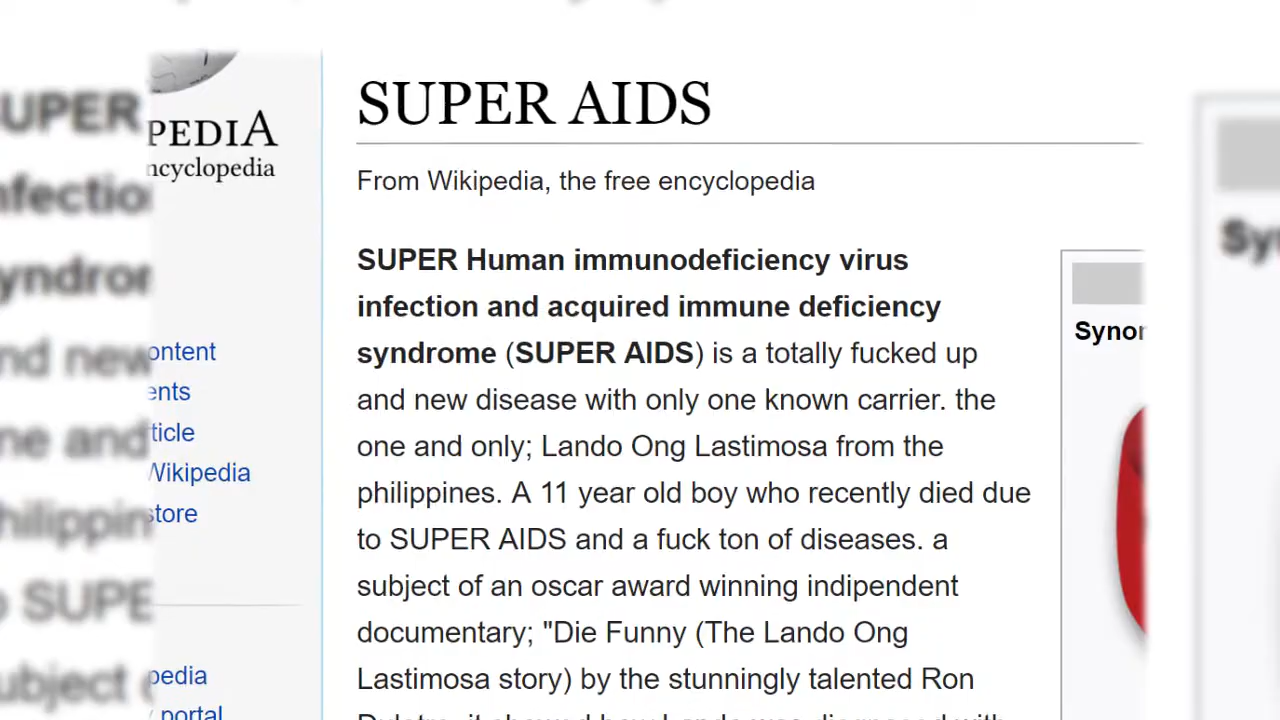 SUPER AIDS
From Wikipedia, the free encyclopedia
SUPER Human immunodeficiency virus
infection and acquired immune deficiency
syndrome (SUPER AIDS) is a totally fucked up
and new disease with only one known carrier. the
one and only; Lando Ong Lastimosa from the
philippines. A 11 year old boy who recently died due
to SUPER AIDS and a fuck ton of diseases. a
subject of an oscar award winning indipendent
documentary; "Die Funny (The Lando Ong
Lastimosa story) by the stunningly talented Ron
PEDIA
ncyclopedia
ontent
ents
ticle
Wikipedia
store
pedia
portal
Synor